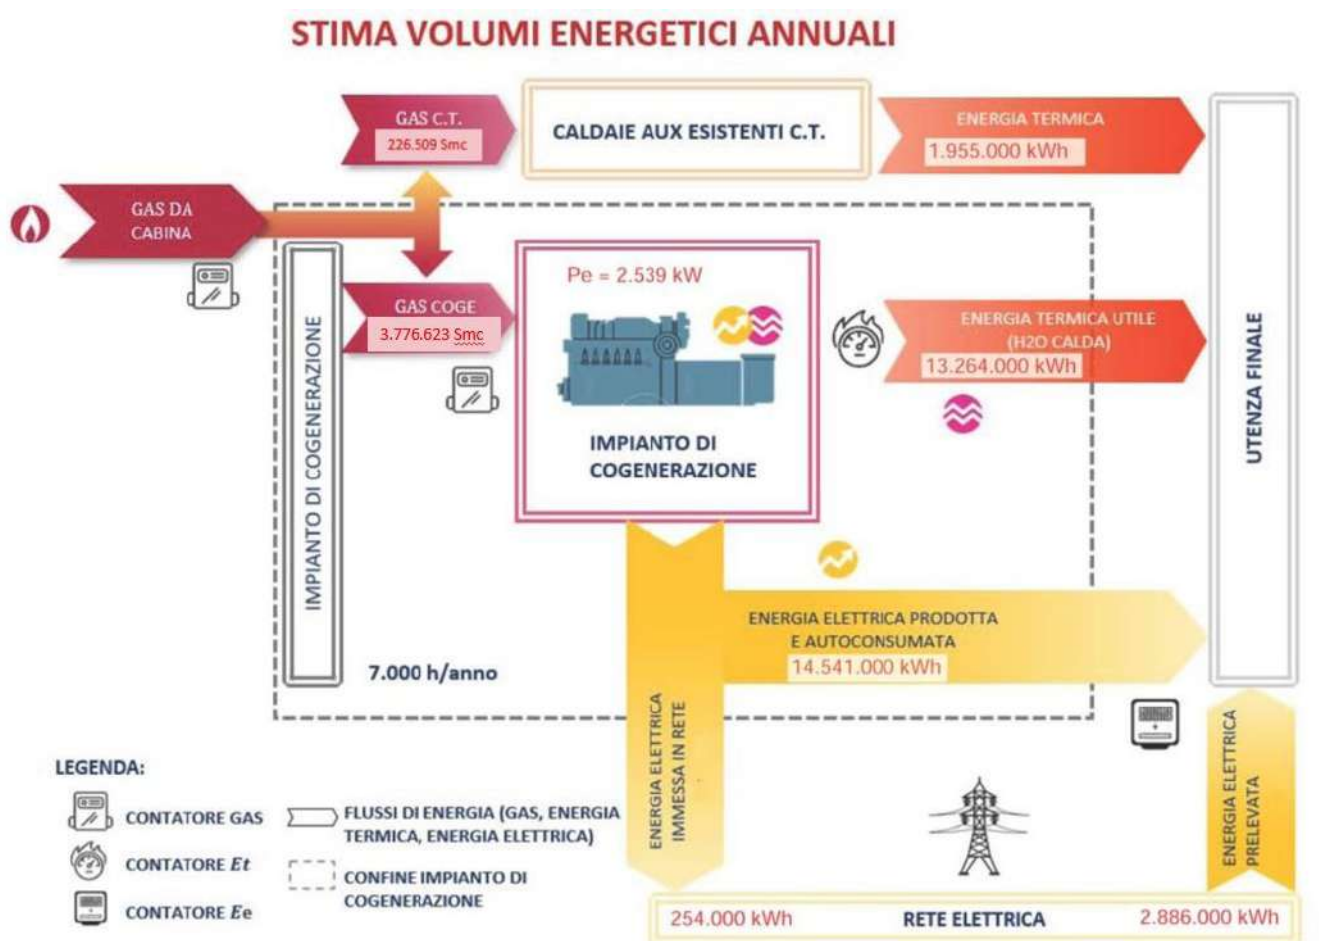 STIMA VOLUMI ENERGETICI ANNUALI
GAS C.T.
226.509 Smc
CALDAIE AUX ESISTENTI C.T.
ENERGIA TERMICA
1.955.000 kWh
GAS DA
CABINA
IMPIANTO DI COGENERAZIONE
GAS COGE
3.776.623 Smc
Pe = 2.539 kW
IMPIANTO DI
COGENERAZIONE
ENERGIA TERMICA UTILE
(H2O CALDA)
13.264.000 kWh
UTENZA FINALE
ENERGIA ELETTRICA PRODOTTA
E AUTOCONSUMATA
14.541.000 kWh
7.000 h/anno
ENERGIA ELETTRICA
IMMESSA IN RETE
ENERGIA ELETTRICA
PRELEVATA
LEGENDA:
CONTATORE GAS
CONTATORE Et
CONTATORE Ee
FLUSSI DI ENERGIA (GAS, ENERGIA
TERMICA, ENERGIA ELETTRICA)
CONFINE IMPIANTO DI
COGENERAZIONE
254.000 kWh
RETE ELETTRICA
2.886.000 kWh